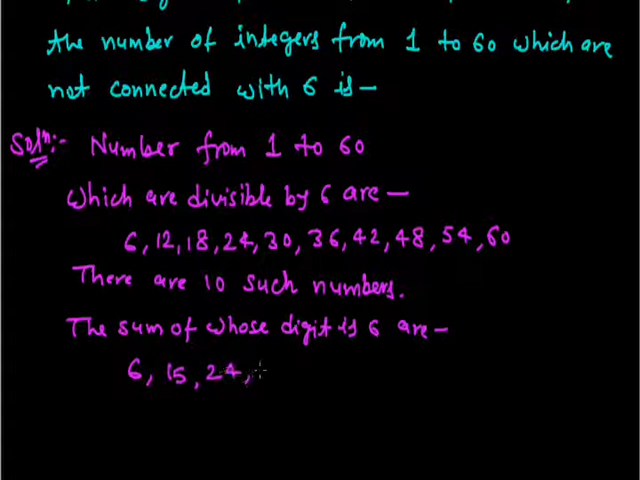 the number of integers from 1 to 60 which are
not connected with 6 is —
Solⁿ:- Number from 1 to 60
Which are divisible by 6 are —
6, 12, 18, 24, 30, 36, 42, 48, 54, 60
There are 10 such numbers.
The sum of whose digit is 6 are —
6, 15, 24,